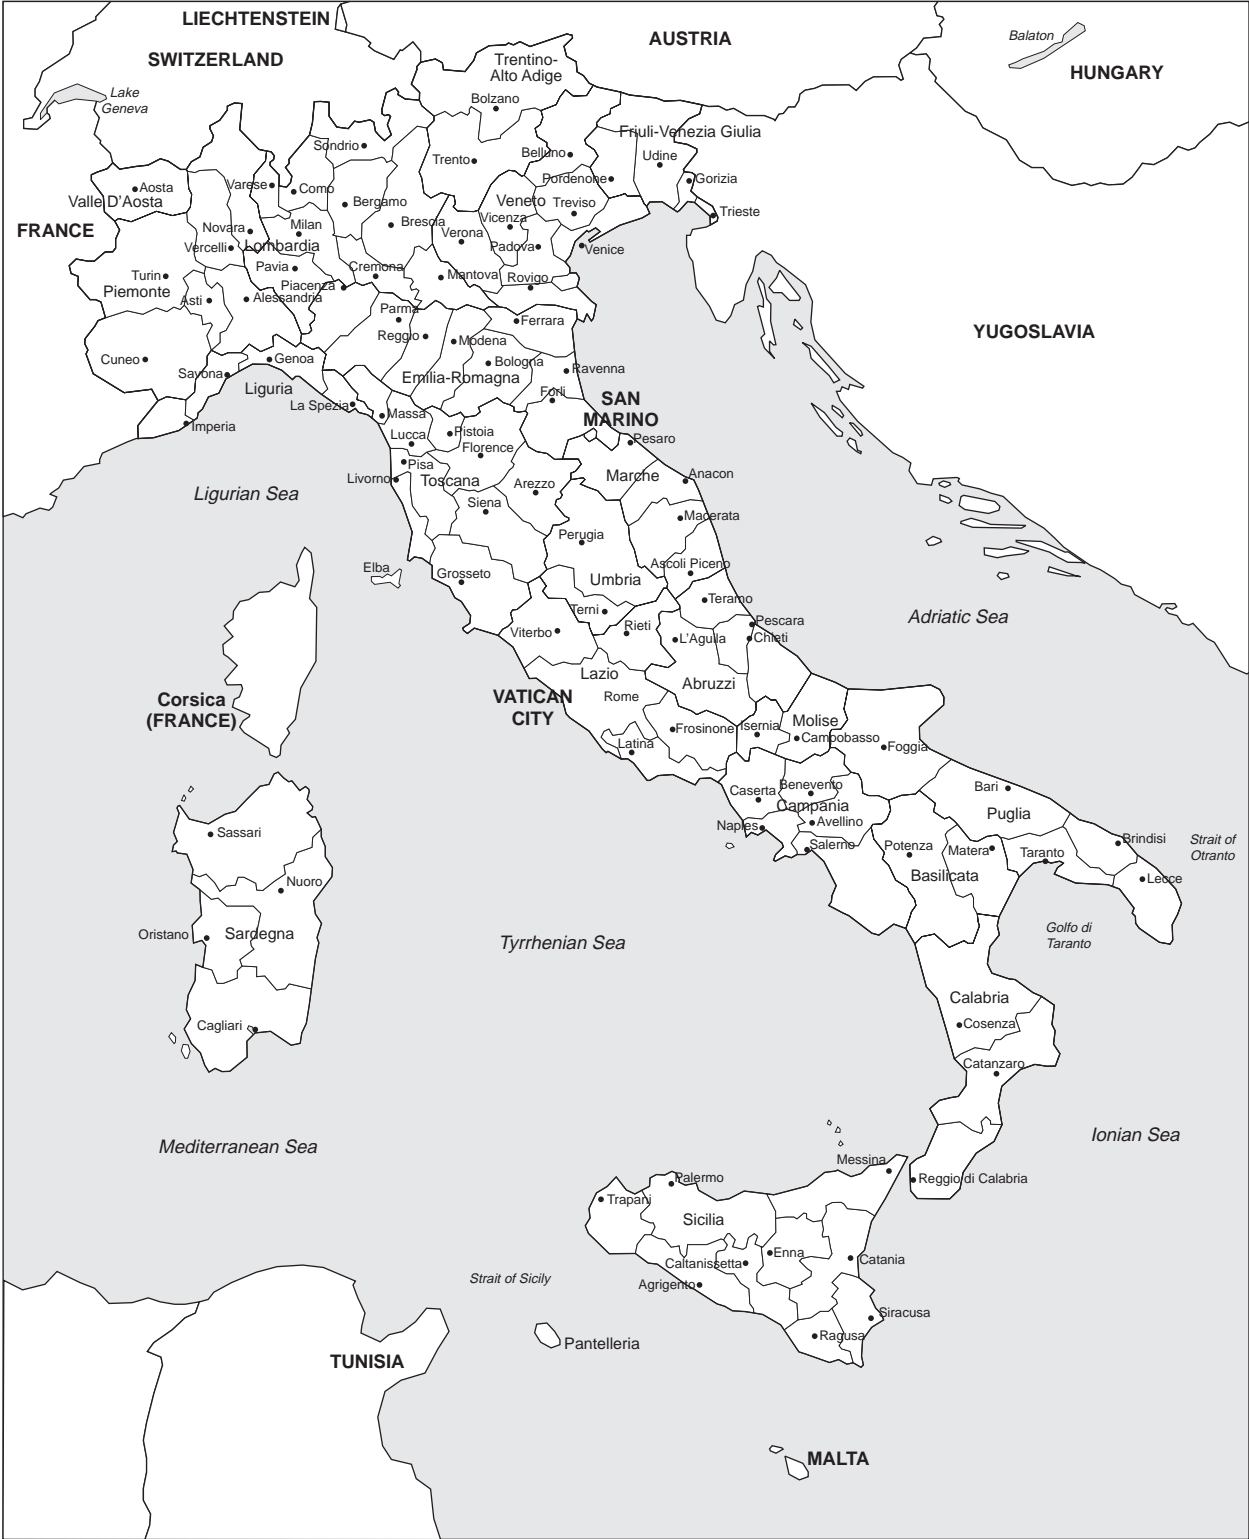 LIECHTENSTEIN
SWITZERLAND
AUSTRIA
Balaton
HUNGARY
Lake
Geneva
Trentino-
Alto Adige
Bolzano
Friuli-Venezia Giulia
Sondrio
Trento
Belluno
Udine
Pordenone
Gorizia
Aosta
Valle D'Aosta
Varese
Como
Bergamo
Veneto
Treviso
Trieste
FRANCE
Novara
Milan
Brescia
Vicenza
Verona
Vercelli
Lombardia
Padova
Venice
Turin
Pavia
Cremona
Mantova
Rovigo
Piemonte
Piacenza
Asti
Alessandria
Parma
Ferrara
YUGOSLAVIA
Reggio
Modena
Cuneo
Genoa
Bologna
Savona
Emilia-Romagna
Ravenna
Liguria
Forli
La Spezia
SAN
MARINO
Massa
Imperia
Lucca
Pistoia
Pesaro
Florence
Pisa
Marche
Livorno
Toscana
Arezzo
Anacon
Ligurian Sea
Siena
Macerata
Perugia
Elba
Grosseto
Ascoli Piceno
Umbria
Teramo
Terni
Adriatic Sea
Viterbo
Rieti
Pescara
L'Agulla
Chieti
Lazio
Abruzzi
Corsica
(FRANCE)
VATICAN
CITY
Rome
Frosinone
Isernia
Molise
Campobasso
Latina
Foggia
Caserta
Benevento
Bari
Campania
Puglia
Naples
Avellino
Sassari
Salerno
Potenza
Matera
Taranto
Brindisi
Strait of
Otranto
Nuoro
Basilicata
Lecce
Oristano
Sardegna
Tyrrhenian Sea
Golfo di
Taranto
Calabria
Cagliari
Cosenza
Catanzaro
Mediterranean Sea
Ionian Sea
Messina
Palermo
Reggio di Calabria
Trapani
Sicilia
Enna
Caltanissetta
Catania
Strait of Sicily
Agrigento
Siracusa
Pantelleria
Ragusa
TUNISIA
MALTA